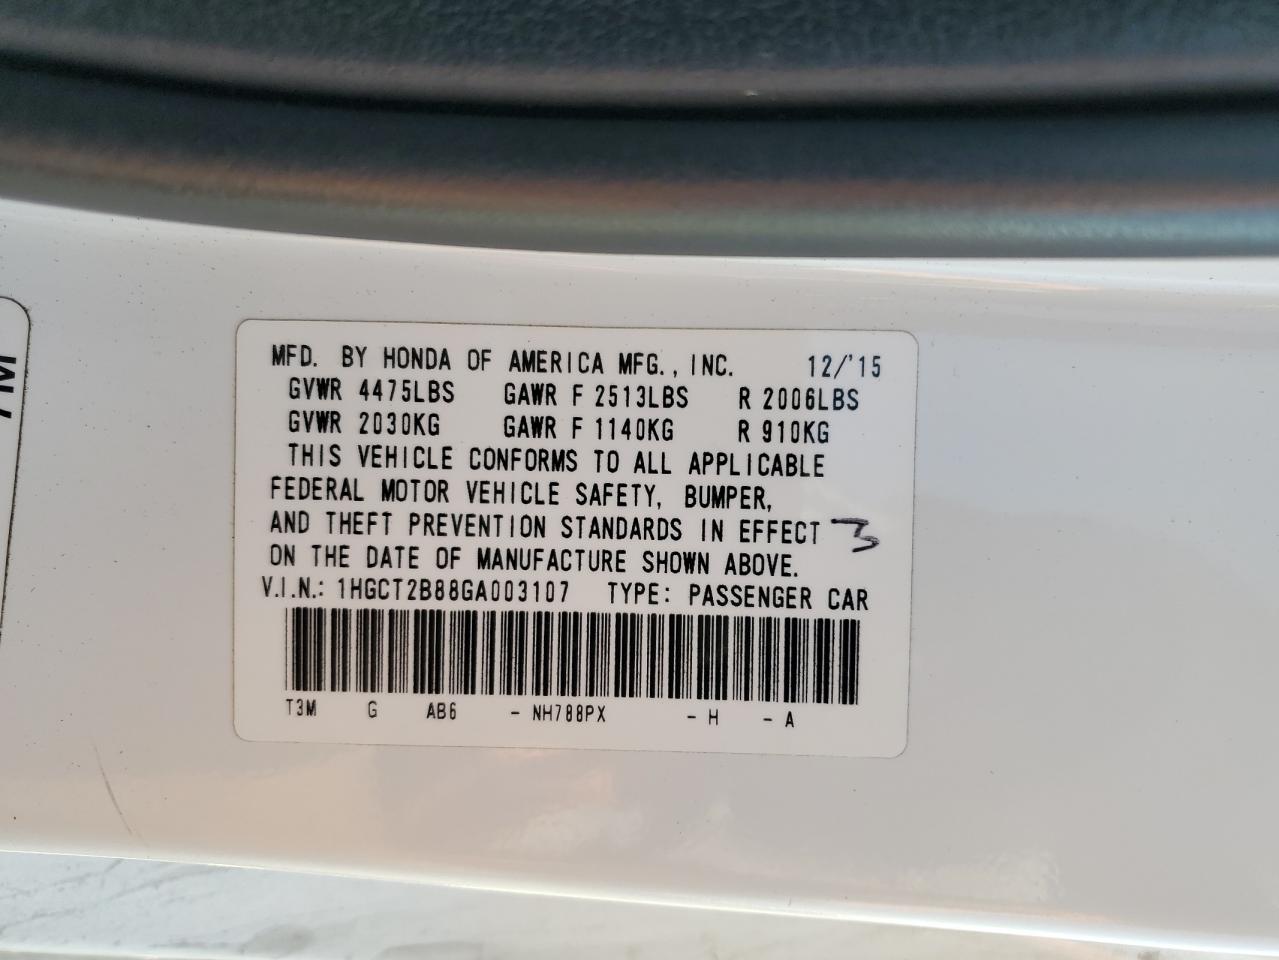 7M
MFD. BY HONDA OF AMERICA MFG., INC. 12/'15
GVWR 4475LBS GAWR F 2513LBS R 2006LBS
GVWR 2030KG GAWR F 1140KG R 910KG
THIS VEHICLE CONFORMS TO ALL APPLICABLE
FEDERAL MOTOR VEHICLE SAFETY, BUMPER,
AND THEFT PREVENTION STANDARDS IN EFFECT 3
ON THE DATE OF MANUFACTURE SHOWN ABOVE.
V.I.N.: 1HGCT2B88GA003107 TYPE: PASSENGER CAR
T3M G AB6 - NH788PX - H - A